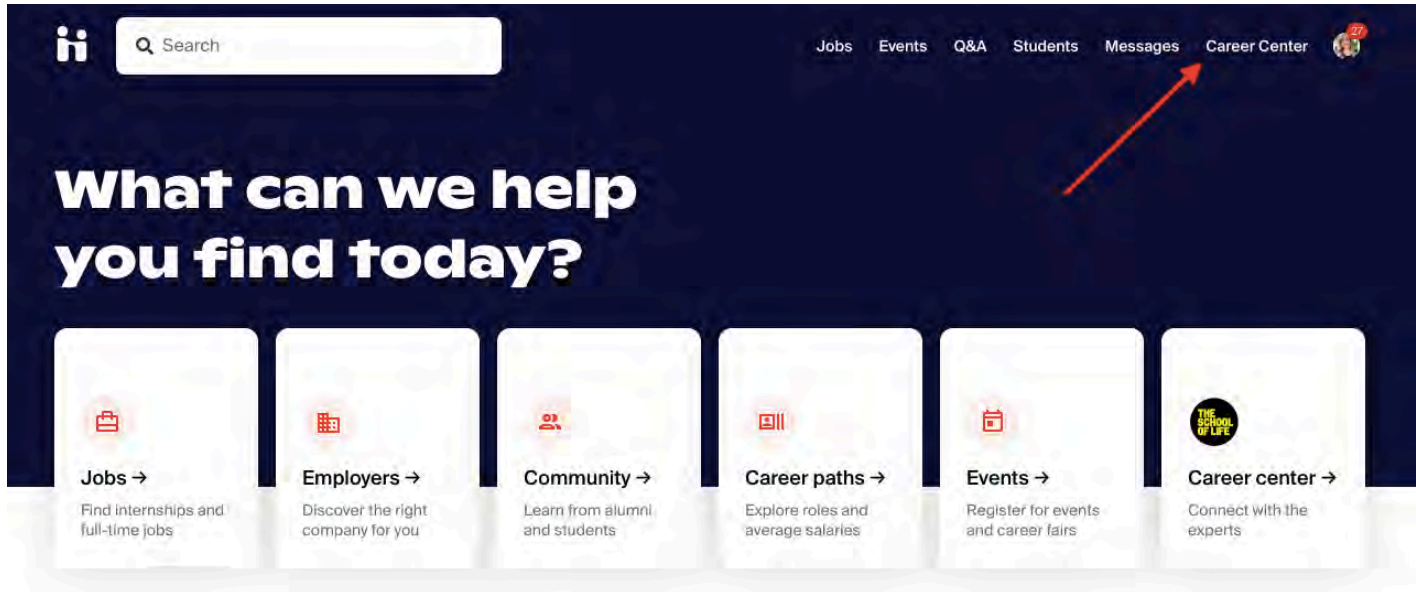 Search
Jobs Events Q&A Students Messages Career Center
27
What can we help
you find today?
Jobs →
Find internships and
full-time jobs
Employers →
Discover the right
company for you
Community →
Learn from alumni
and students
Career paths →
Explore roles and
average salaries
Events →
Register for events
and career fairs
THE
SCHOOL
OF LIFE
Career center →
Connect with the
experts